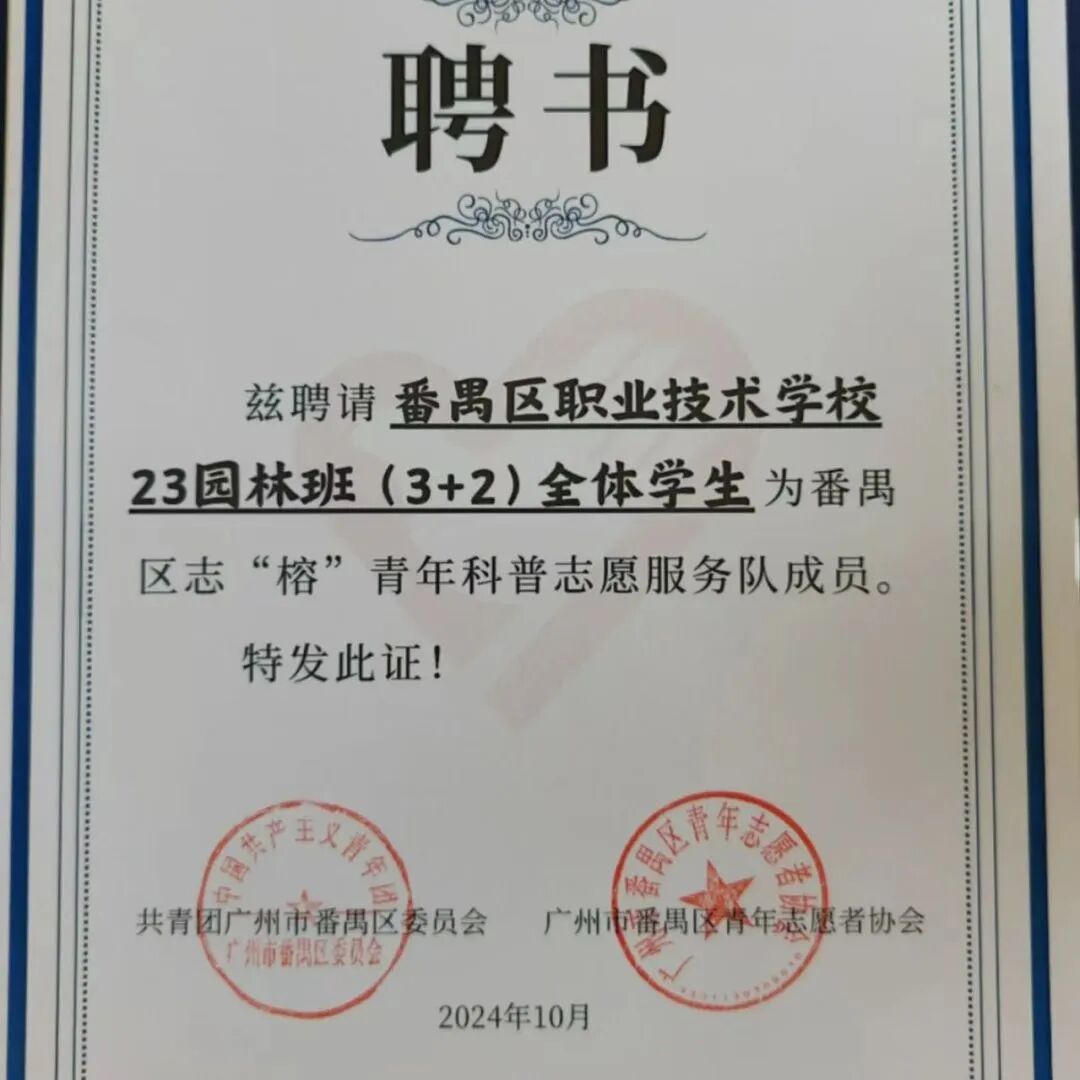 聘书
兹聘请 番禺区职业技术学校
23园林班（3+2）全体学生 为番禺
区志“榕”青年科普志愿服务队成员。
特发此证！
中国共产主义青年团
广州市番禺区委员会
广州市番禺区青年志愿者协会
共青团广州市番禺区委员会
广州市番禺区青年志愿者协会
2024年10月